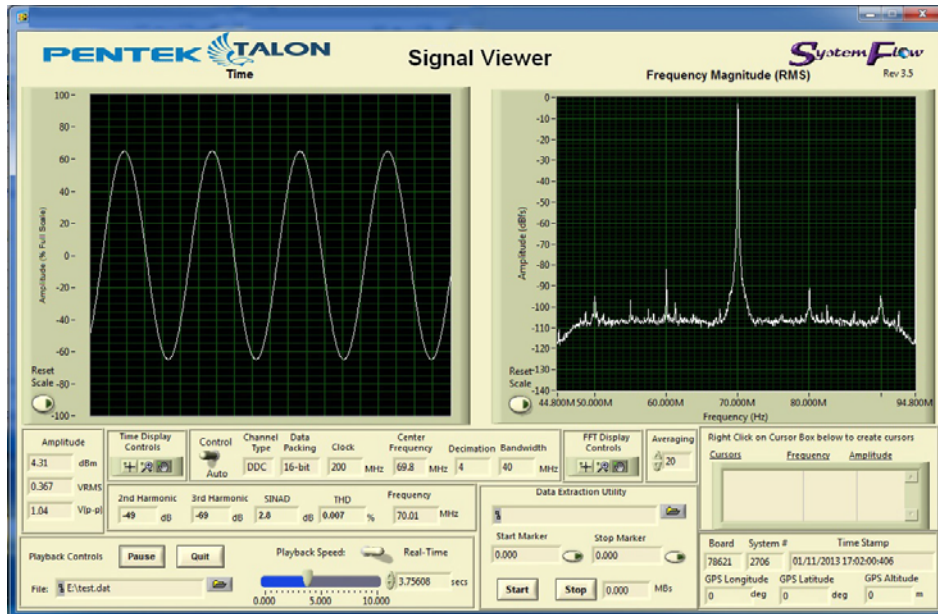 PENTEK TALON
Signal Viewer
SystemFlow
Rev 3.5
Time
Frequency Magnitude (RMS)
Amplitude (% Full Scale)
100
80
60
40
20
0
-20
-40
-60
-80
-100
Reset
Scale
Amplitude (dBfs)
0
-10
-20
-30
-40
-50
-60
-70
-80
-90
-100
-110
-120
-130
-140
Reset
Scale
44.800M 50.000M 60.000M 70.000M 80.000M 94.800M
Frequency (Hz)
Amplitude
4.31 dBm
0.367 VRMS
1.04 V(p-p)
Time Display
Controls
Control
Auto
Channel Type
DDC
Data Packing
16-bit
Clock
200 MHz
Center Frequency
69.8 MHz
Decimation
4
Bandwidth
40 MHz
FFT Display
Controls
Averaging
20
Right Click on Cursor Box below to create cursors
Cursors Frequency Amplitude
2nd Harmonic
-49 dB
3rd Harmonic
-69 dB
SINAD
2.8 dB
THD
0.007 %
Frequency
70.01 MHz
Data Extraction Utility
Start Marker
0.000
Stop Marker
0.000
Start
Stop
0.000 MBs
Playback Controls
Pause
Quit
File: E:\test.dat
Playback Speed:
Real-Time
0.000 5.000 10.000
3.75608 secs
Board System # Time Stamp
78621 2706 01/11/2013 17:02:00:406
GPS Longitude GPS Latitude GPS Altitude
0 deg 0 deg 0 m